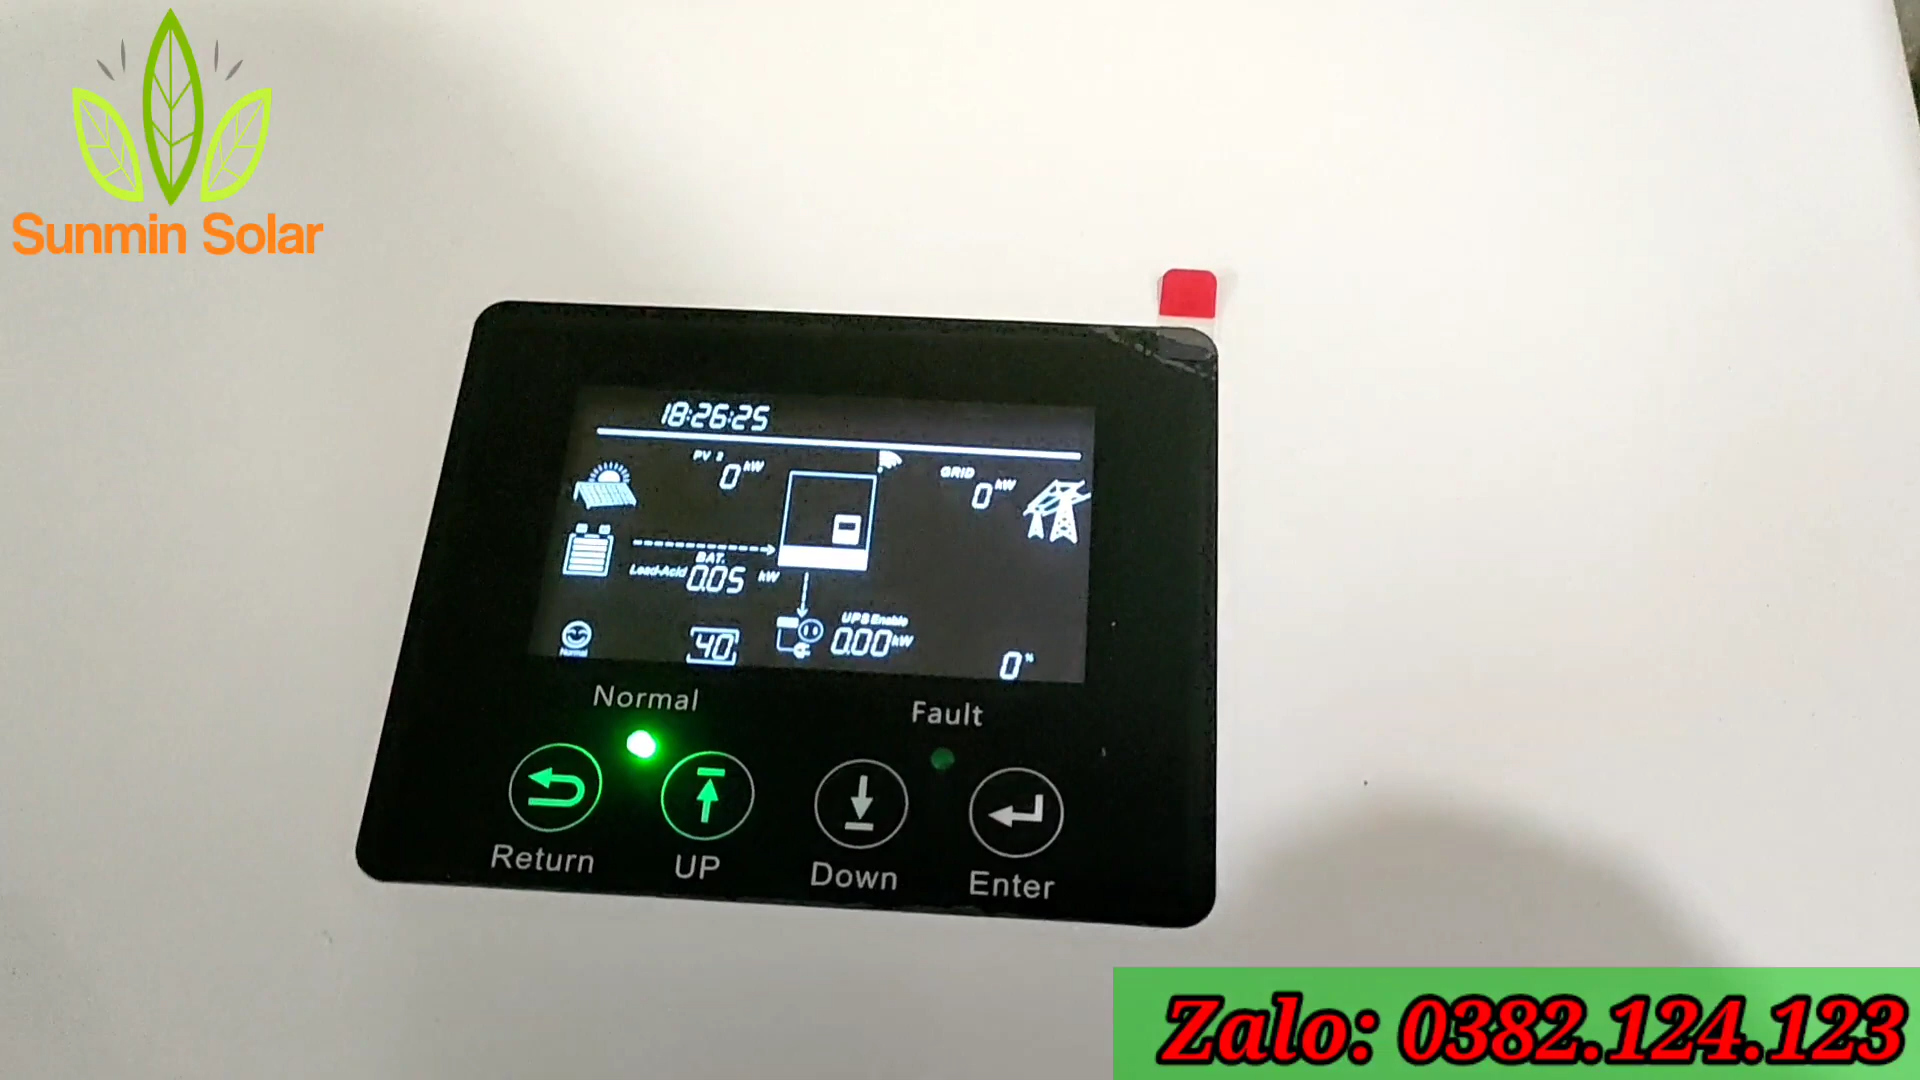 Sunmin Solar
18:26:25
PV 2
0 kW
GRID
0 kW
BAT.
Lead-Acid 0.05 kW
UPS Enable
0.00 kW
Normal
40
0 %
Normal
Fault
Return
UP
Down
Enter
Zalo: 0382.124.123